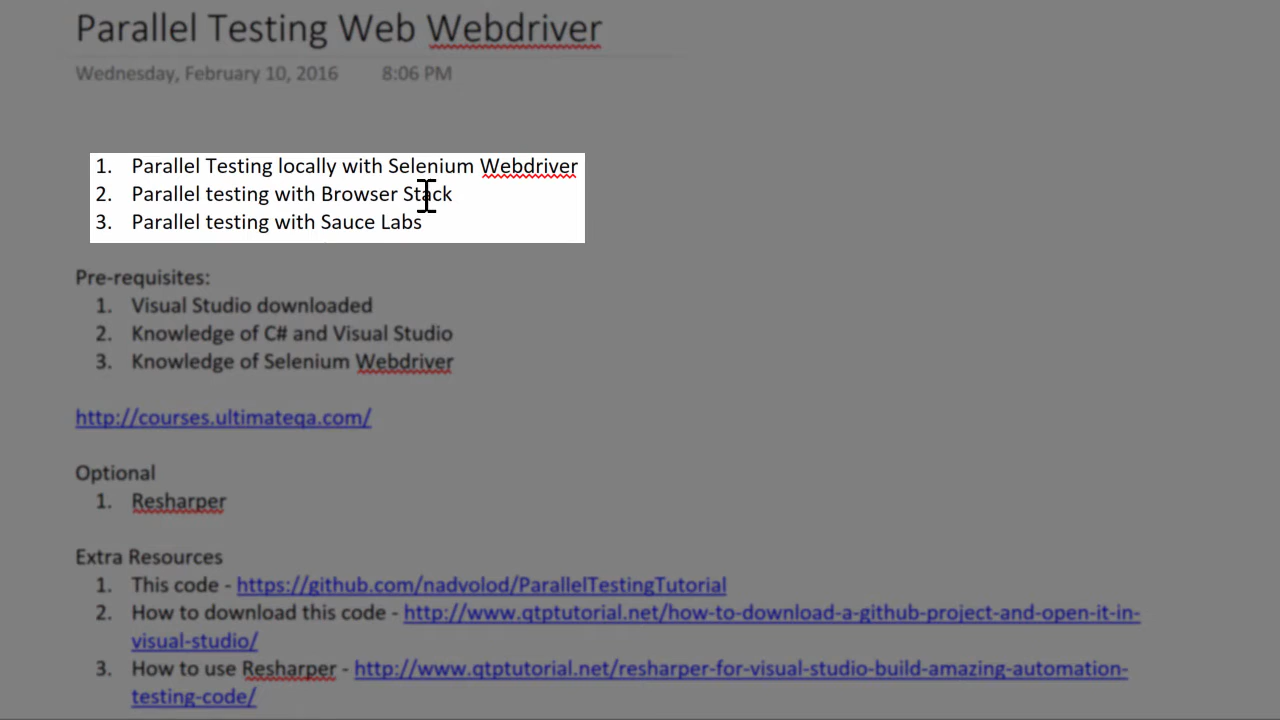 Parallel Testing Web Webdriver
Wednesday, February 10, 2016 8:06 PM
1. Parallel Testing locally with Selenium Webdriver
2. Parallel testing with Browser Stack
3. Parallel testing with Sauce Labs
Pre-requisites:
1. Visual Studio downloaded
2. Knowledge of C# and Visual Studio
3. Knowledge of Selenium Webdriver
http://courses.ultimateqa.com/
Optional
1. Resharper
Extra Resources
1. This code - https://github.com/nadvolod/ParallelTestingTutorial
2. How to download this code - http://www.qtptutorial.net/how-to-download-a-github-project-and-open-it-in-
visual-studio/
3. How to use Resharper - http://www.qtptutorial.net/resharper-for-visual-studio-build-amazing-automation-
testing-code/